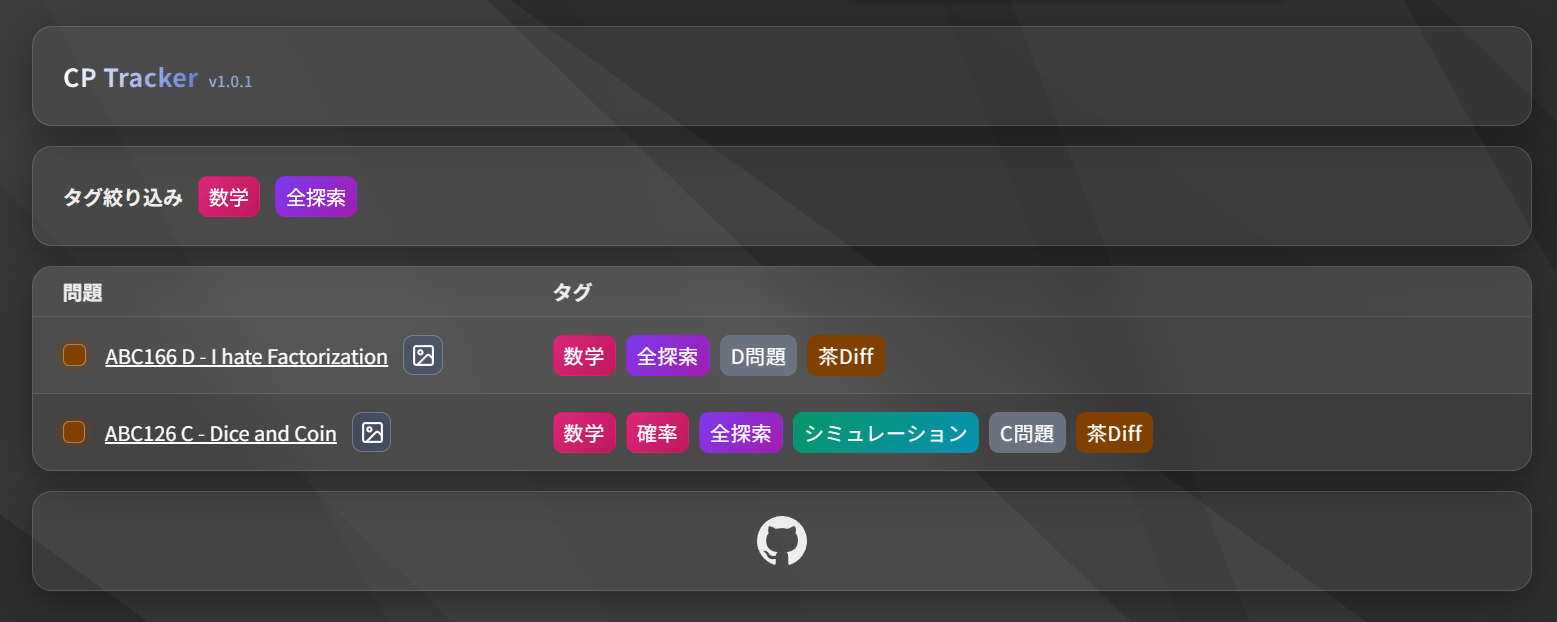 CP Tracker v1.0.1
タグ絞り込み 数学 全探索
問題 タグ
ABC166 D - I hate Factorization 数学 全探索 D問題 茶Diff
ABC126 C - Dice and Coin 数学 確率 全探索 シミュレーション C問題 茶Diff